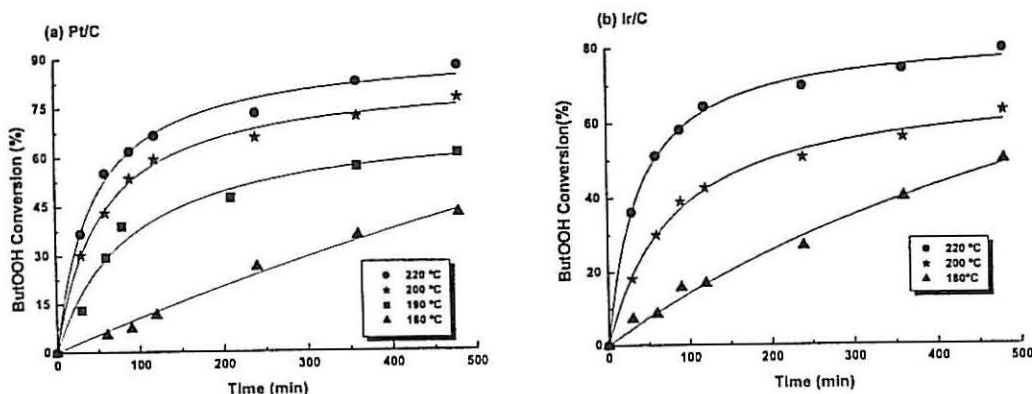 (a) Pt/C
ButOOH Conversion (%)
90
75
60
45
30
15
0
0
100
200
300
400
500
Time (min)
220 °C
200 °C
190 °C
180 °C
(b) Ir/C
ButOOH Conversion(%)
80
60
40
20
0
0
100
200
300
400
500
Time (min)
220 °C
200 °C
180°C